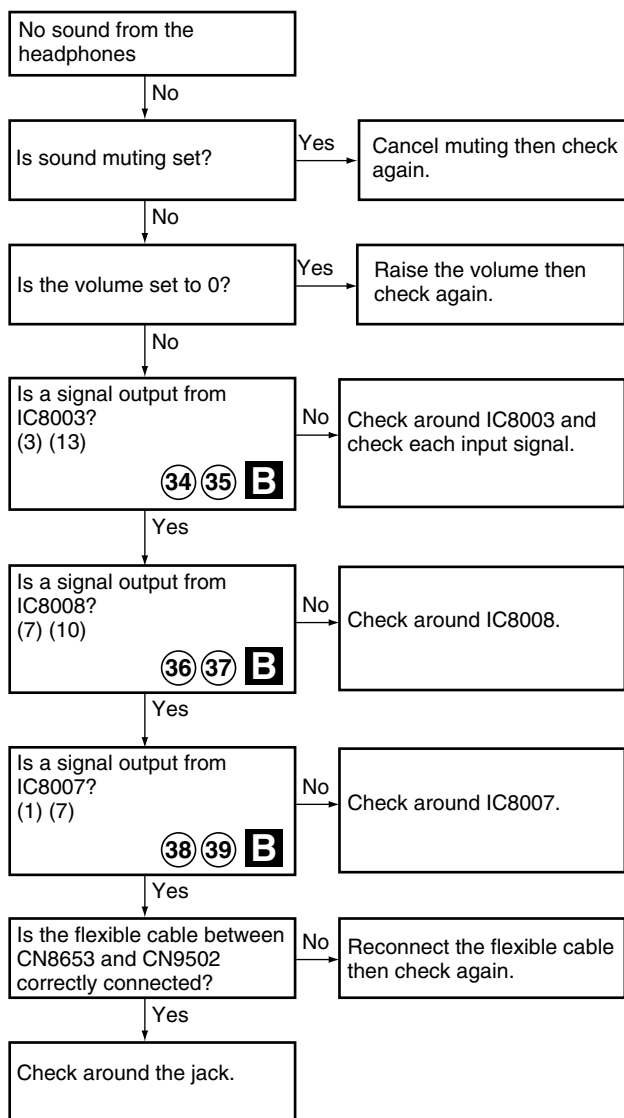 No sound from the
headphones
No
Is sound muting set?
Yes
Cancel muting then check
again.
No
Is the volume set to 0?
Yes
Raise the volume then
check again.
No
Is a signal output from
IC8003?
(3) (13)
34 35 B
No
Check around IC8003 and
check each input signal.
Yes
Is a signal output from
IC8008?
(7) (10)
36 37 B
No
Check around IC8008.
Yes
Is a signal output from
IC8007?
(1) (7)
38 39 B
No
Check around IC8007.
Yes
Is the flexible cable between
CN8653 and CN9502
correctly connected?
No
Reconnect the flexible cable
then check again.
Yes
Check around the jack.